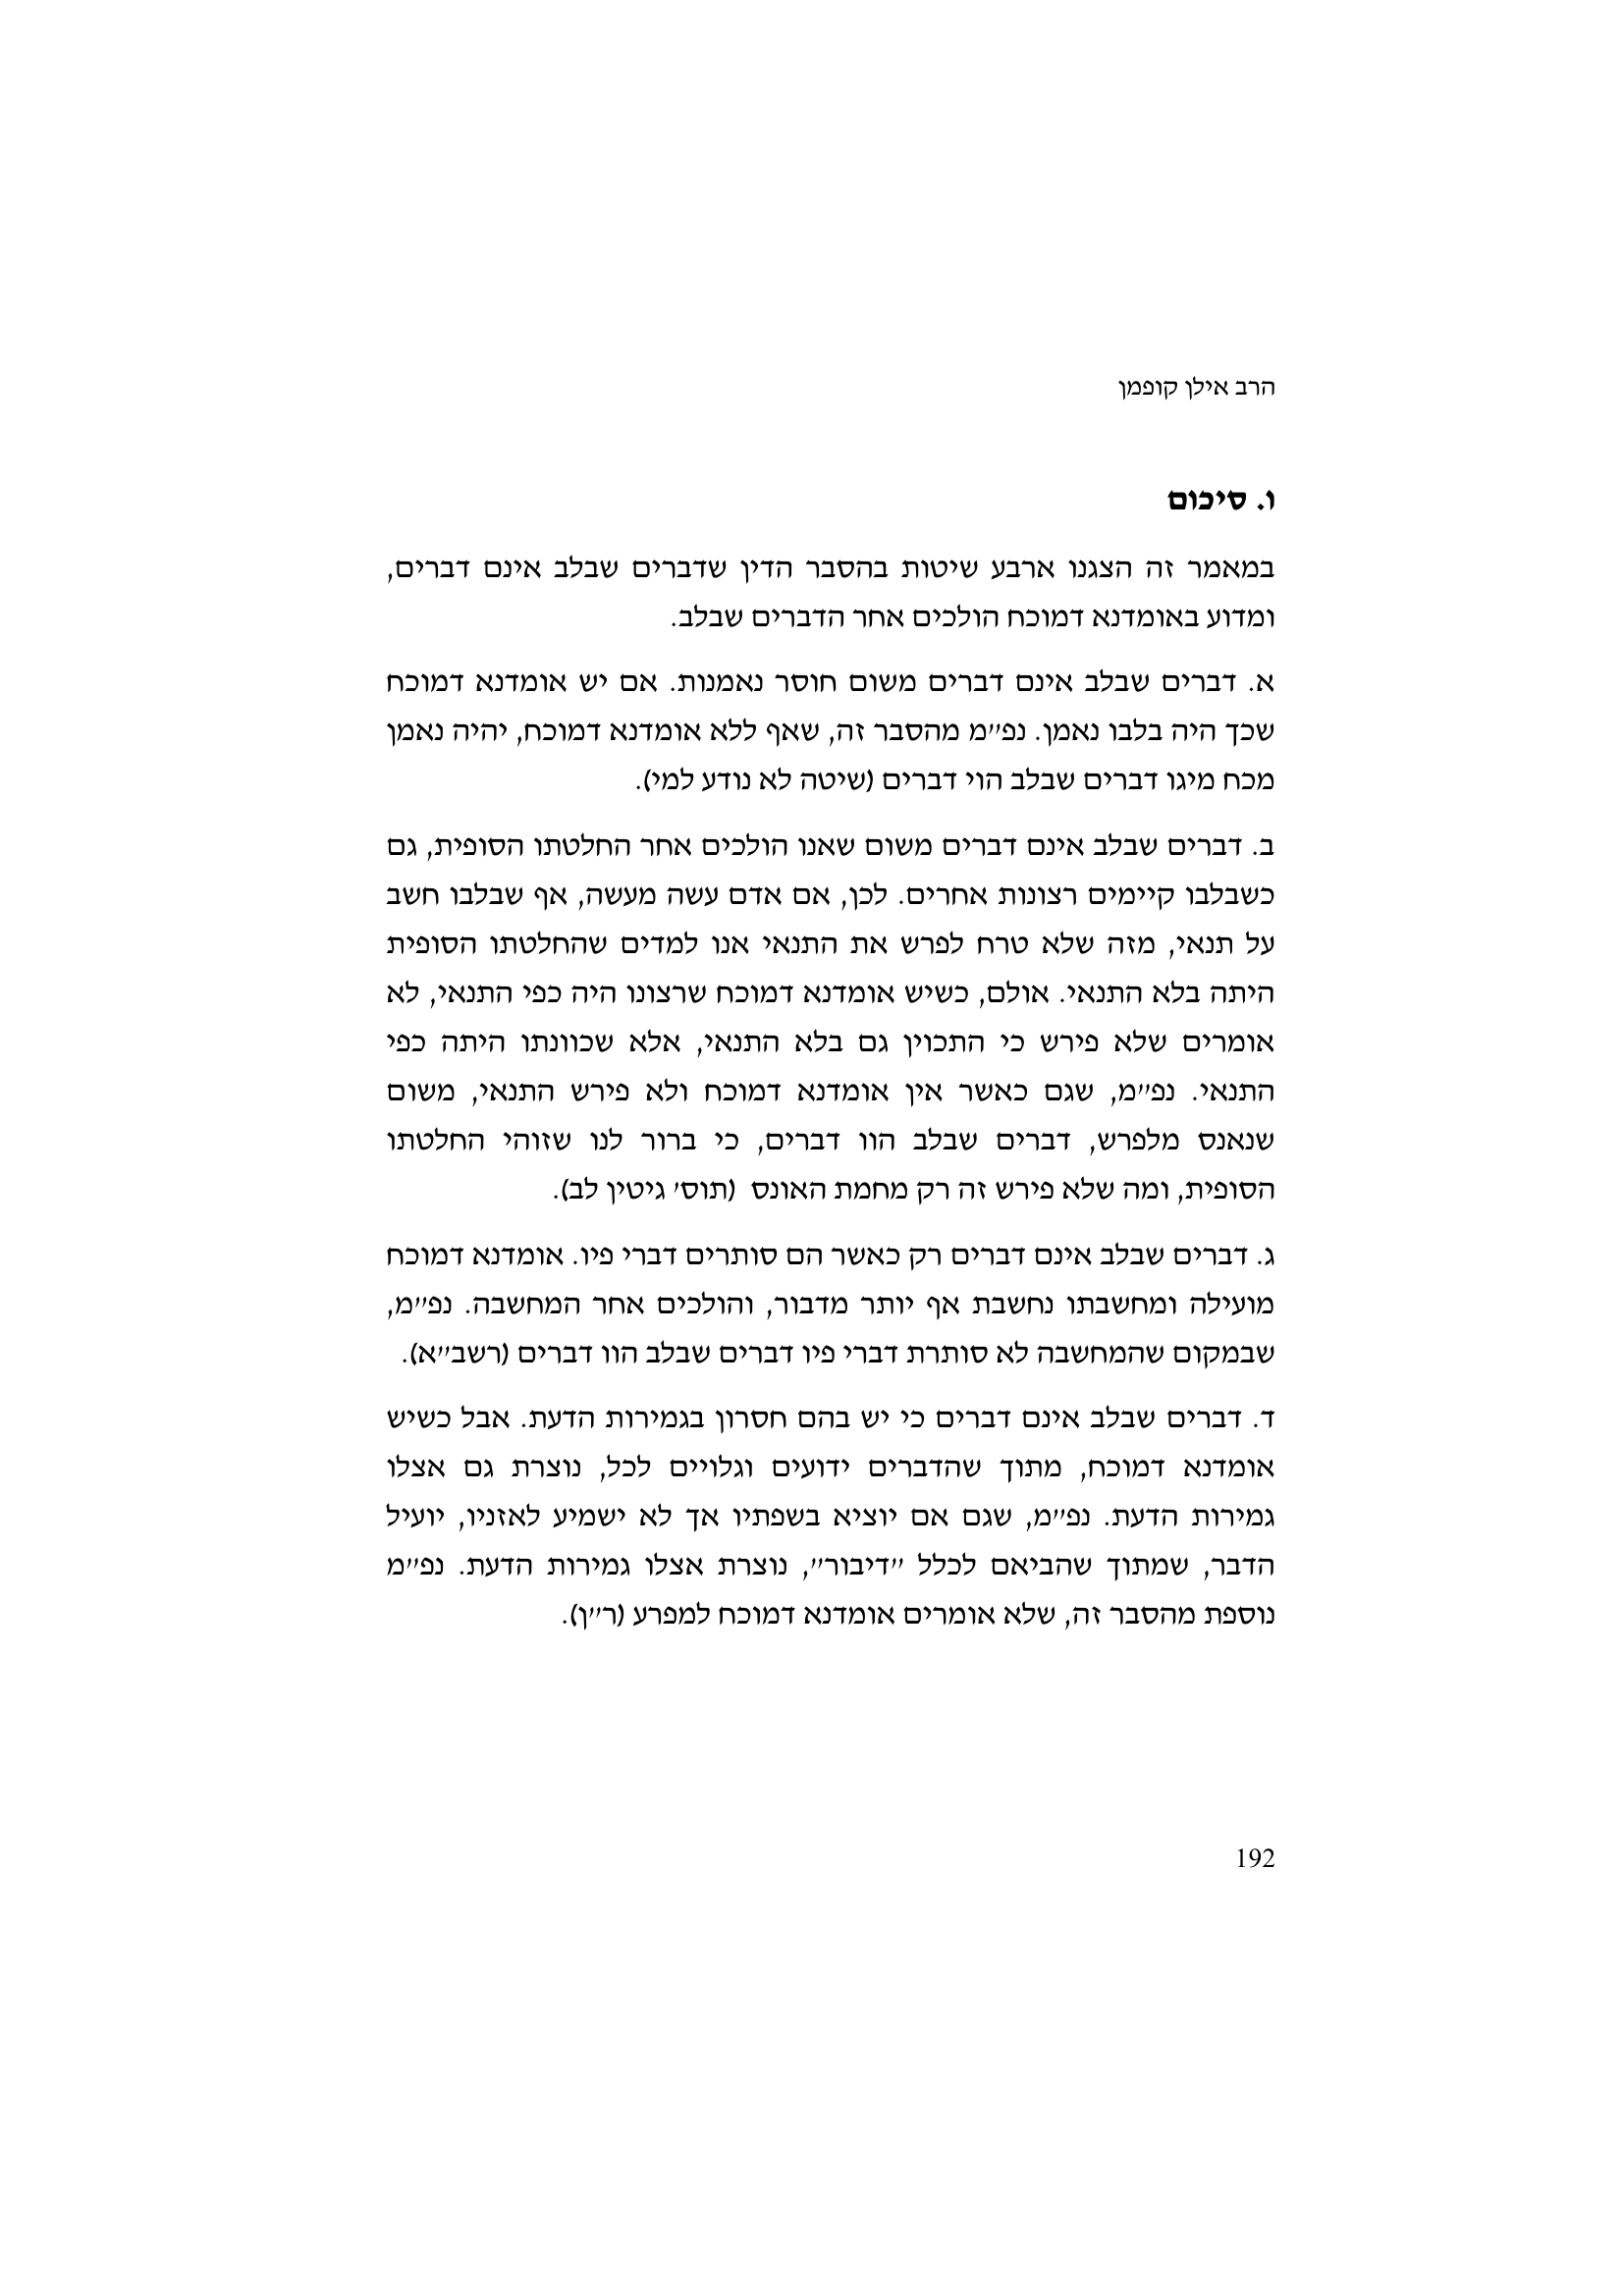 הרב אילן קופמן
ו. סיכום
במאמר זה הצגנו ארבע שיטות בהסבר הדין שדברים שבלב אינם דברים,
ומדוע באומדנא דמוכח הולכים אחר הדברים שבלב.
א. דברים שבלב אינם דברים משום חוסר נאמנות. אם יש אומדנא דמוכח
שכך היה בלבו נאמן. נפ"מ מהסבר זה, שאף ללא אומדנא דמוכח, יהיה נאמן
מכח מיגו דברים שבלב הוי דברים (שיטה לא נודע למי).
ב. דברים שבלב אינם דברים משום שאנו הולכים אחר החלטתו הסופית, גם
כשבלבו קיימים רצונות אחרים. לכן, אם אדם עשה מעשה, אף שבלבו חשב
על תנאי, מזה שלא טרח לפרש את התנאי אנו למדים שהחלטתו הסופית
היתה בלא התנאי. אולם, כשיש אומדנא דמוכח שרצונו היה כפי התנאי, לא
אומרים שלא פירש כי התכוין גם בלא התנאי, אלא שכוונתו היתה כפי
התנאי. נפ"מ, שגם כאשר אין אומדנא דמוכח ולא פירש התנאי, משום
שנאנס מלפרש, דברים שבלב הוו דברים, כי ברור לנו שזוהי החלטתו
הסופית, ומה שלא פירש זה רק מחמת האונס (תוס' גיטין לב).
ג. דברים שבלב אינם דברים רק כאשר הם סותרים דברי פיו. אומדנא דמוכח
מועילה ומחשבתו נחשבת אף יותר מדבור, והולכים אחר המחשבה. נפ"מ,
שבמקום שהמחשבה לא סותרת דברי פיו דברים שבלב הוו דברים (רשב"א).
ד. דברים שבלב אינם דברים כי יש בהם חסרון בגמירות הדעת. אבל כשיש
אומדנא דמוכח, מתוך שהדברים ידועים וגלויים לכל, נוצרת גם אצלו
גמירות הדעת. נפ"מ, שגם אם יוציא בשפתיו אך לא ישמיע לאזניו, יועיל
הדבר, שמתוך שהביאם לכלל "דיבור", נוצרת אצלו גמירות הדעת. נפ"מ
נוספת מהסבר זה, שלא אומרים אומדנא דמוכח למפרע (ר"ן).
192